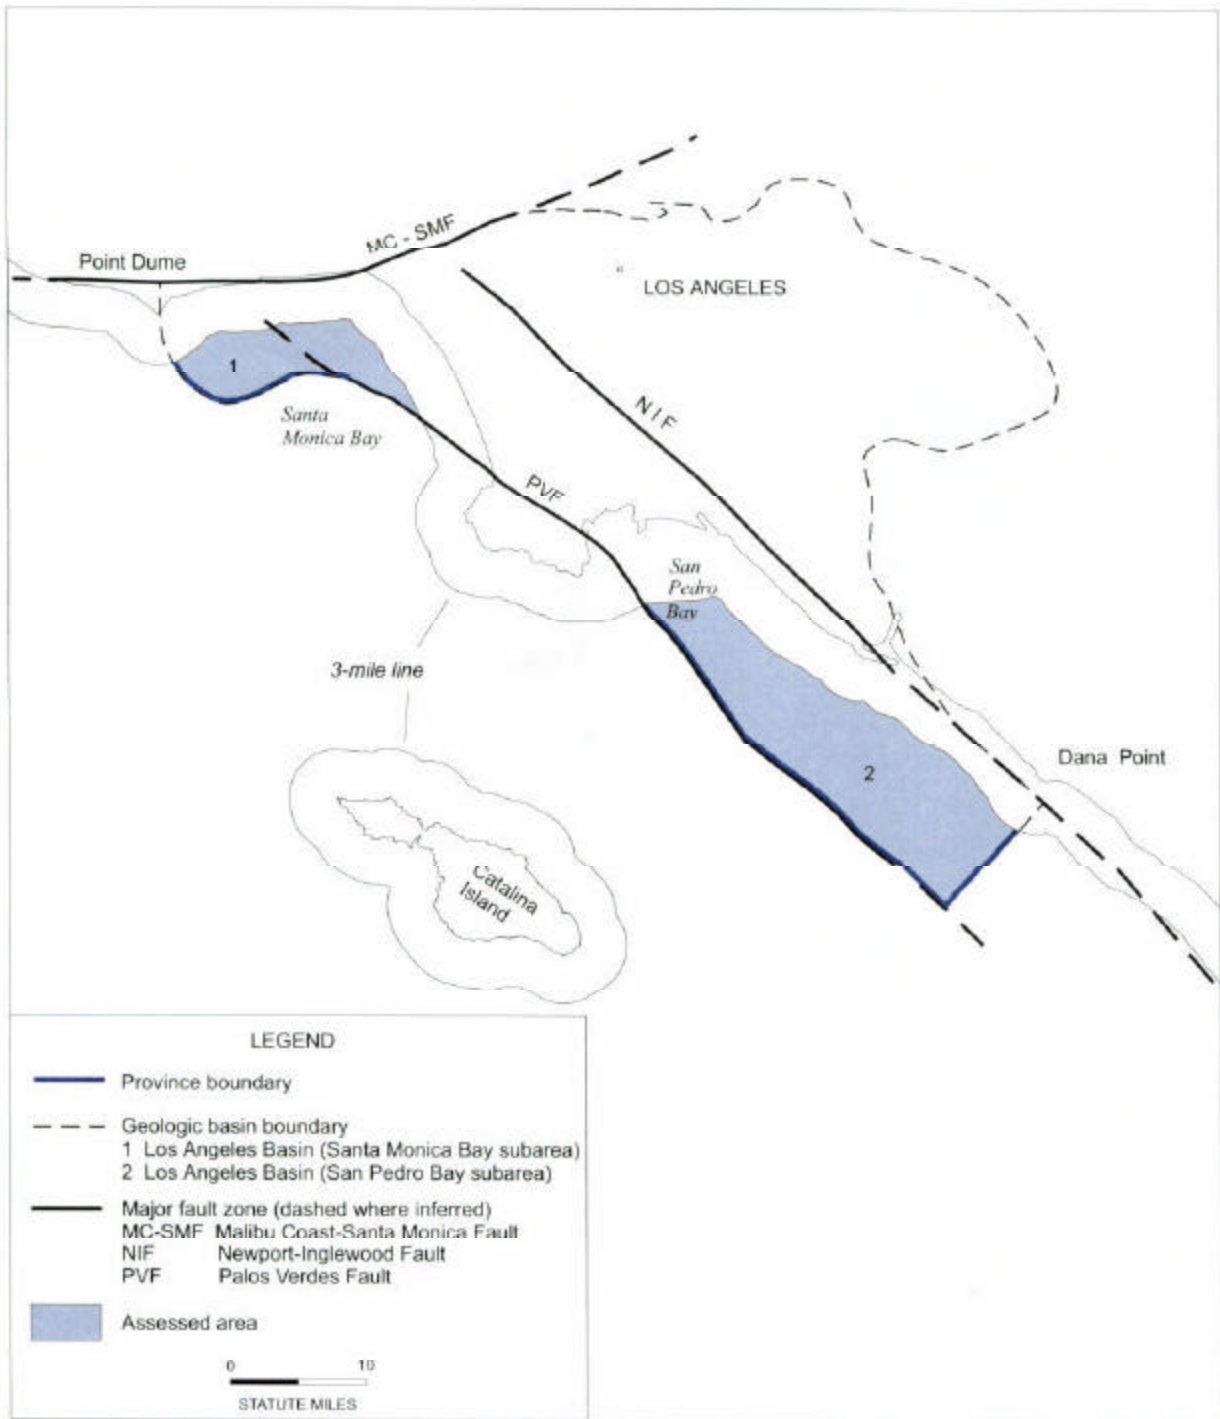 MC - SMF
Point Dume
LOS ANGELES
1
Santa
Monica Bay
NIF
PVF
San
Pedro
Bay
3-mile line
Dana Point
2
Catalina
Island
LEGEND
Province boundary
Geologic basin boundary
1 Los Angeles Basin (Santa Monica Bay subarea)
2 Los Angeles Basin (San Pedro Bay subarea)
Major fault zone (dashed where inferred)
MC-SMF Malibu Coast-Santa Monica Fault
NIF Newport-Inglewood Fault
PVF Palos Verdes Fault
Assessed area
0 10
STATUTE MILES